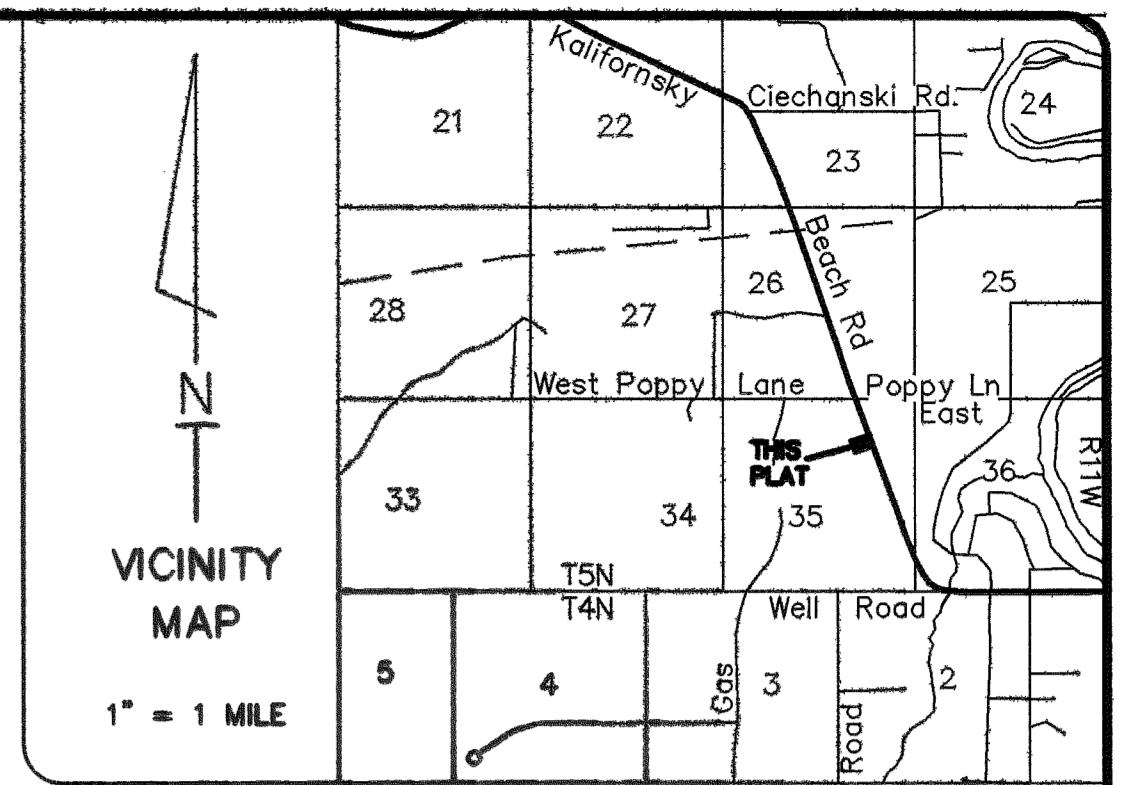 N
VICINITY
MAP
1" = 1 MILE
Kalifornsky
Ciechanski Rd.
21
22
23
24
Beach Rd
28
27
26
25
West Poppy Lane
Poppy Ln
East
THIS
PLAT
33
34
35
36
R11W
T5N
T4N
Well Road
5
4
Gas
3
Road
2